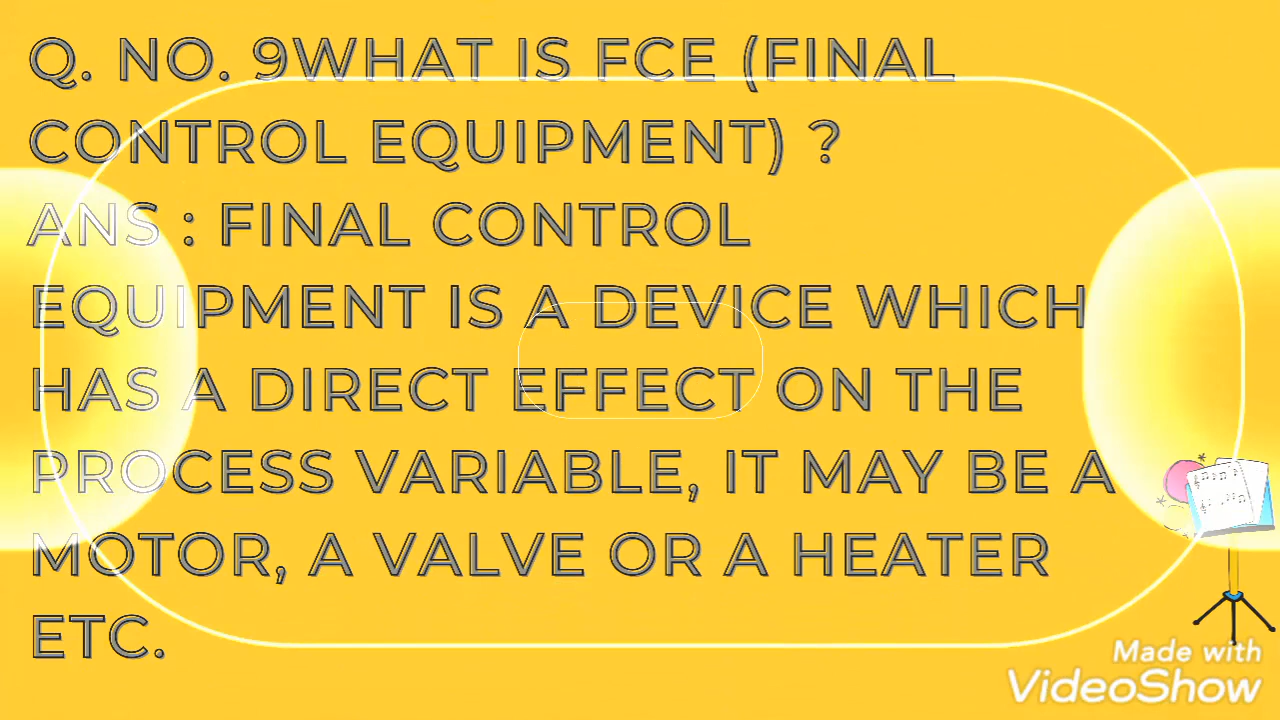 Q. NO. 9WHAT IS FCE (FINAL
CONTROL EQUIPMENT) ?
ANS : FINAL CONTROL
EQUIPMENT IS A DEVICE WHICH
HAS A DIRECT EFFECT ON THE
PROCESS VARIABLE, IT MAY BE A
MOTOR, A VALVE OR A HEATER
ETC.
Made with
VideoShow